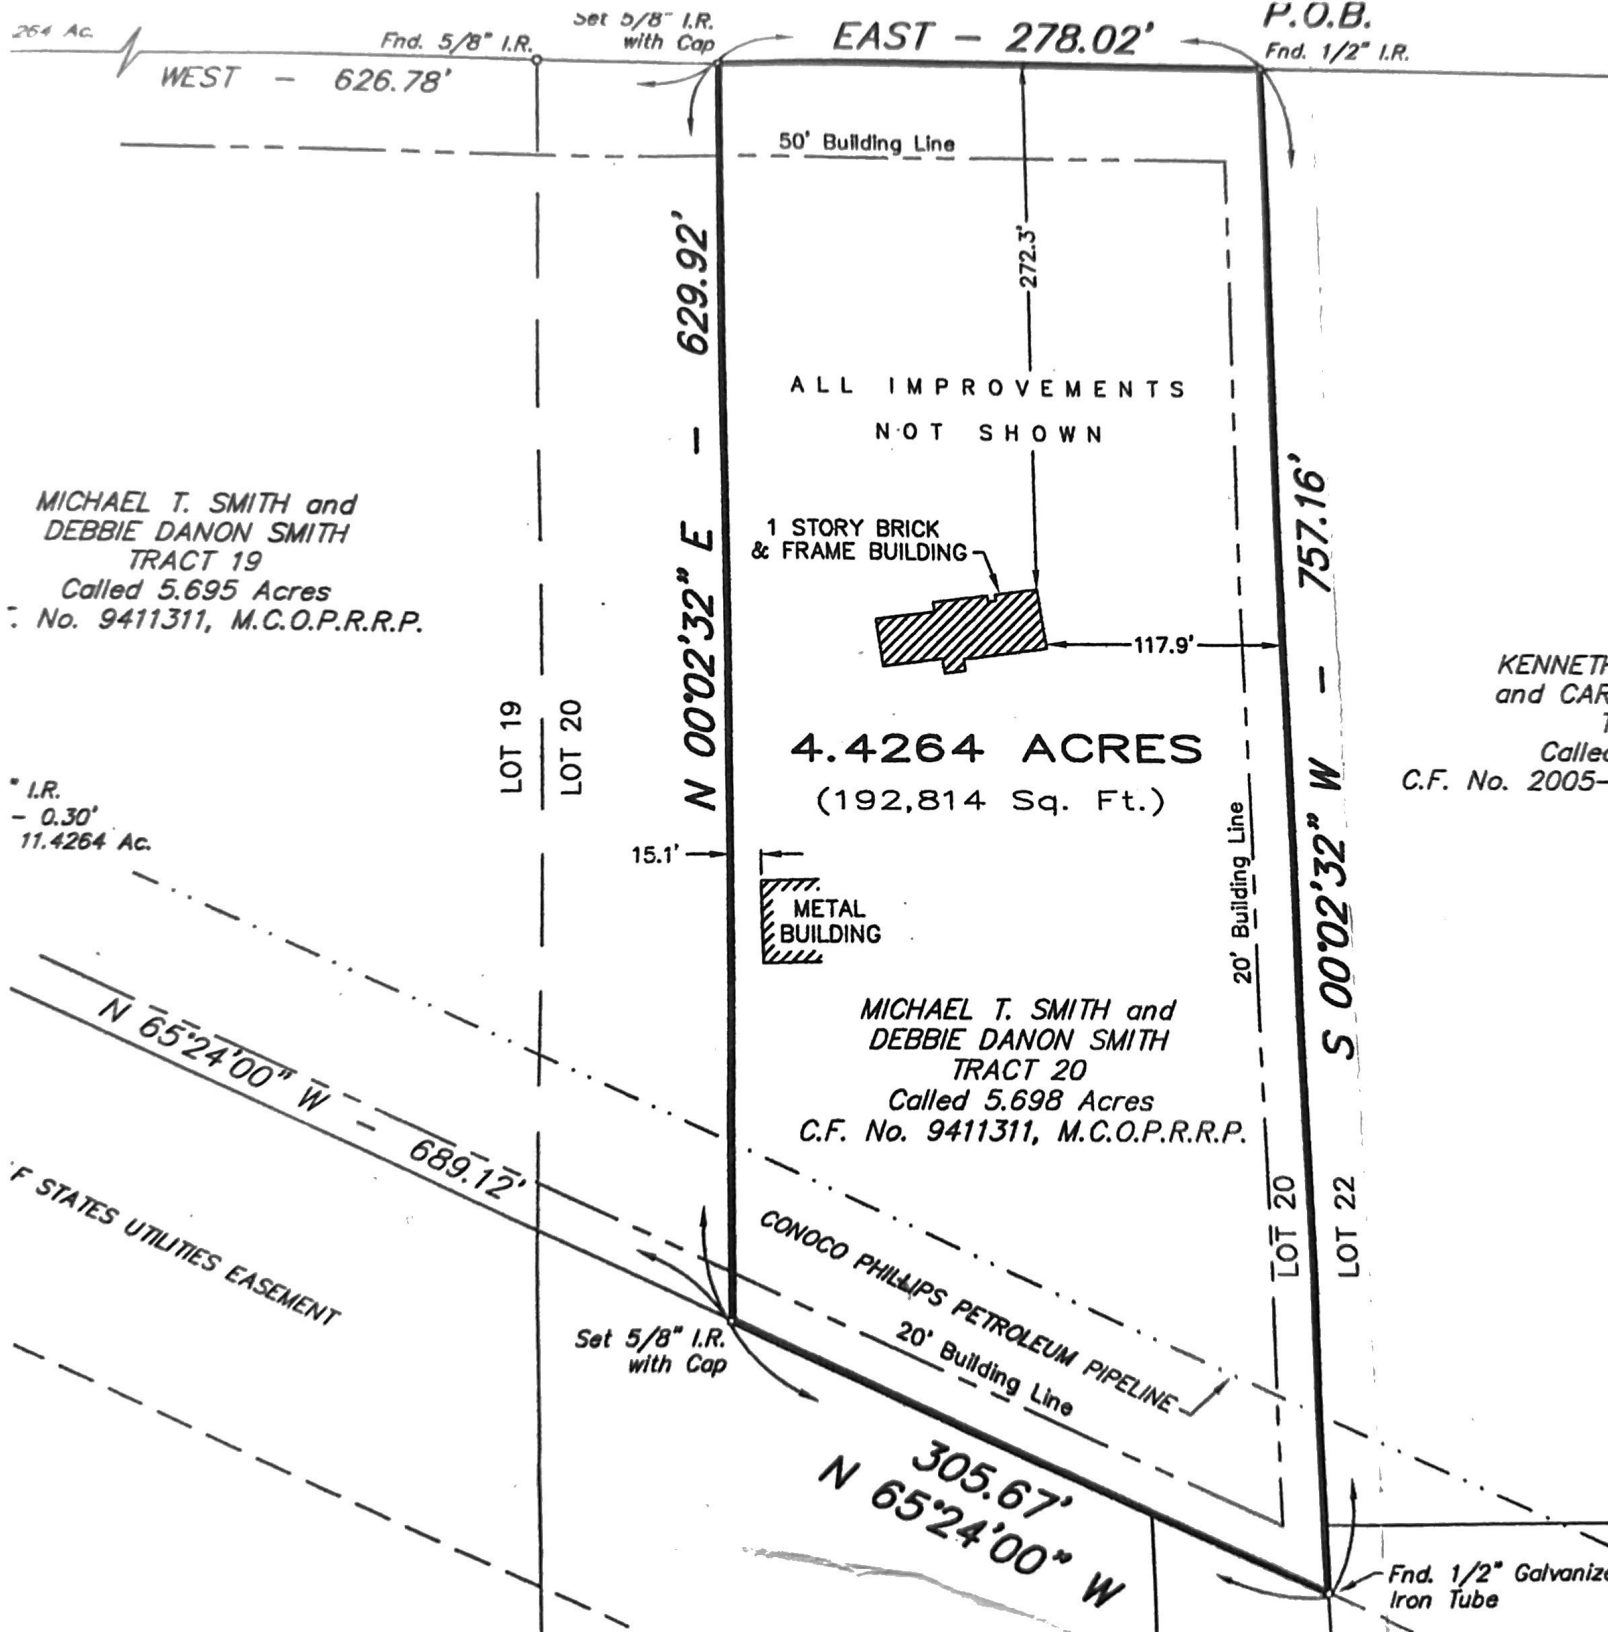 264 Ac.
Fnd. 5/8" I.R.
Set 5/8" I.R.
with Cap
EAST - 278.02'
P.O.B.
Fnd. 1/2" I.R.
WEST - 626.78'
50' Building Line
629.92'
N 00°02'32" E -
272.3'
ALL IMPROVEMENTS
NOT SHOWN
MICHAEL T. SMITH and
DEBBIE DANON SMITH
TRACT 19
Called 5.695 Acres
No. 9411311, M.C.O.P.R.R.P.
1 STORY BRICK
& FRAME BUILDING
117.9'
S 00°02'32" W - 757.16'
KENNETH
and CAR
T
Called
C.F. No. 2005-
LOT 19
LOT 20
4.4264 ACRES
(192,814 Sq. Ft.)
" I.R.
- 0.30'
11.4264 Ac.
15.1'
METAL
BUILDING
20' Building Line
MICHAEL T. SMITH and
DEBBIE DANON SMITH
TRACT 20
Called 5.698 Acres
C.F. No. 9411311, M.C.O.P.R.R.P.
N 65°24'00" W - 689.12'
F STATES UTILITIES EASEMENT
LOT 20
LOT 22
CONOCO PHILLIPS PETROLEUM PIPELINE
20' Building Line
Set 5/8" I.R.
with Cap
305.67'
N 65°24'00" W
Fnd. 1/2" Galvanize
Iron Tube